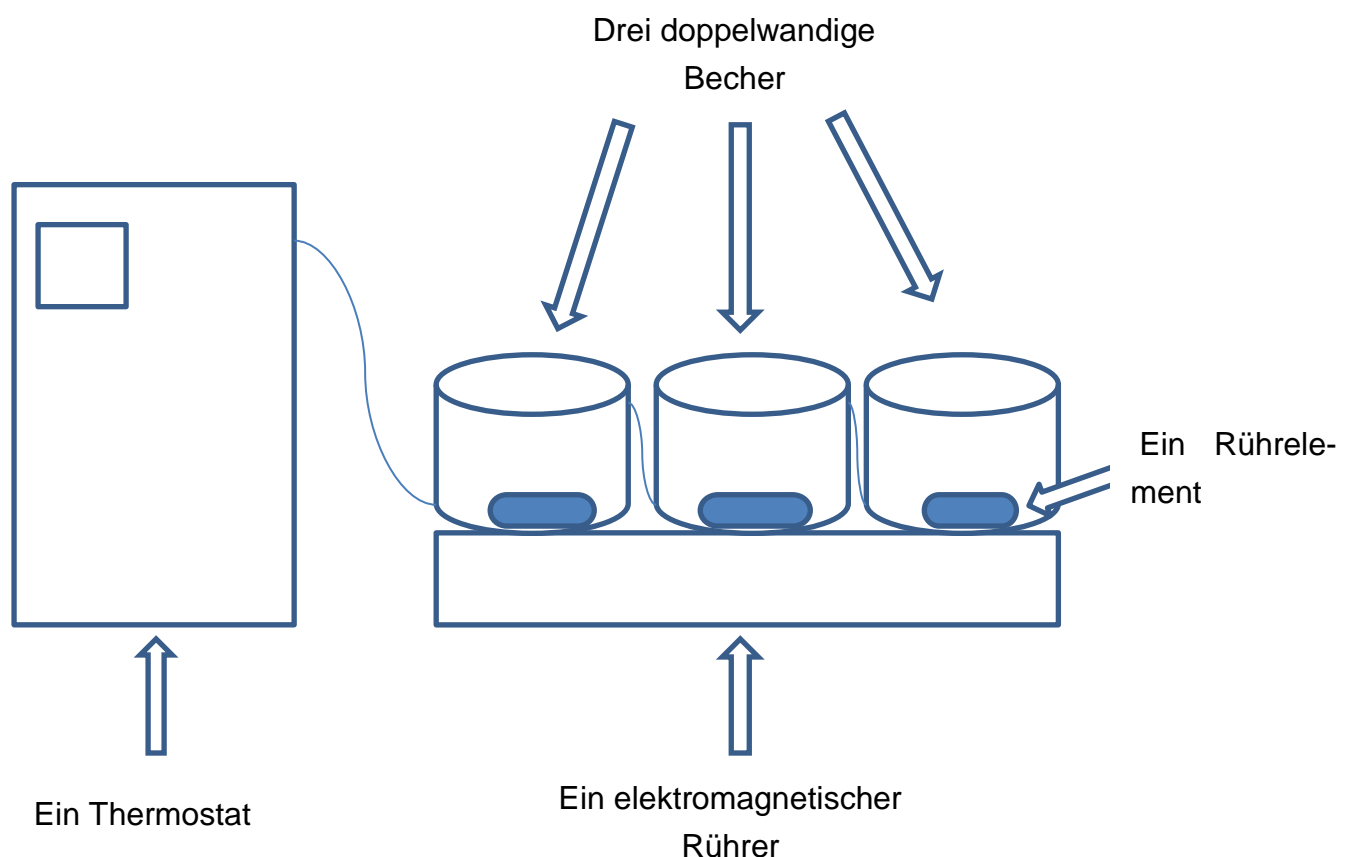 Drei doppelwandige
Becher
Ein Rührele-
ment
Ein Thermostat
Ein elektromagnetischer
Rührer